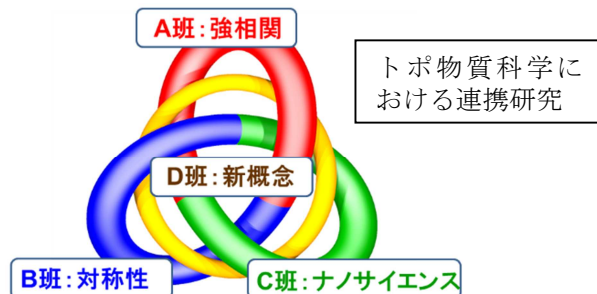 A班：強相関
トポ物質科学に
おける連携研究
D班：新概念
B班：対称性
C班：ナノサイエンス